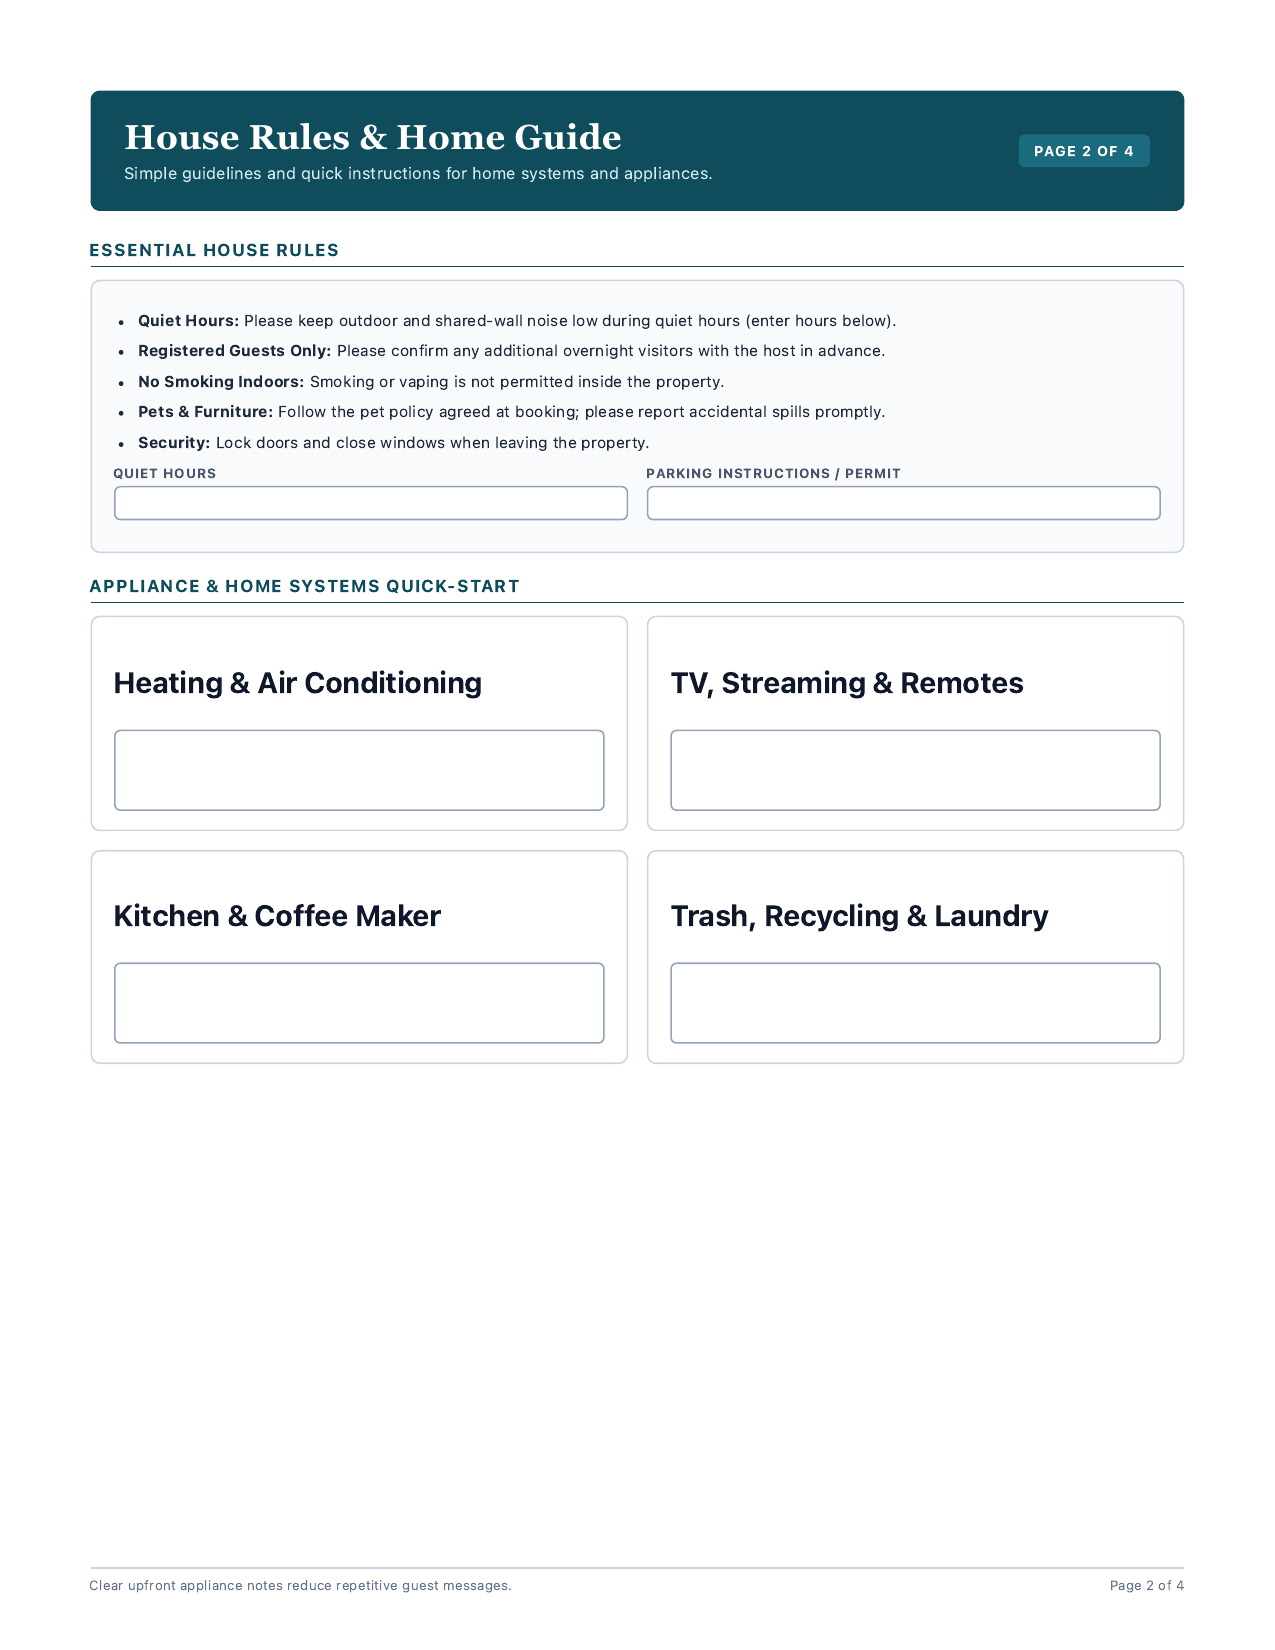 House Rules & Home Guide
Simple guidelines and quick instructions for home systems and appliances.
PAGE 2 OF 4
ESSENTIAL HOUSE RULES
• Quiet Hours: Please keep outdoor and shared-wall noise low during quiet hours (enter hours below).
• Registered Guests Only: Please confirm any additional overnight visitors with the host in advance.
• No Smoking Indoors: Smoking or vaping is not permitted inside the property.
• Pets & Furniture: Follow the pet policy agreed at booking; please report accidental spills promptly.
• Security: Lock doors and close windows when leaving the property.
QUIET HOURS
PARKING INSTRUCTIONS / PERMIT
APPLIANCE & HOME SYSTEMS QUICK-START
Heating & Air Conditioning
TV, Streaming & Remotes
Kitchen & Coffee Maker
Trash, Recycling & Laundry
Clear upfront appliance notes reduce repetitive guest messages.
Page 2 of 4